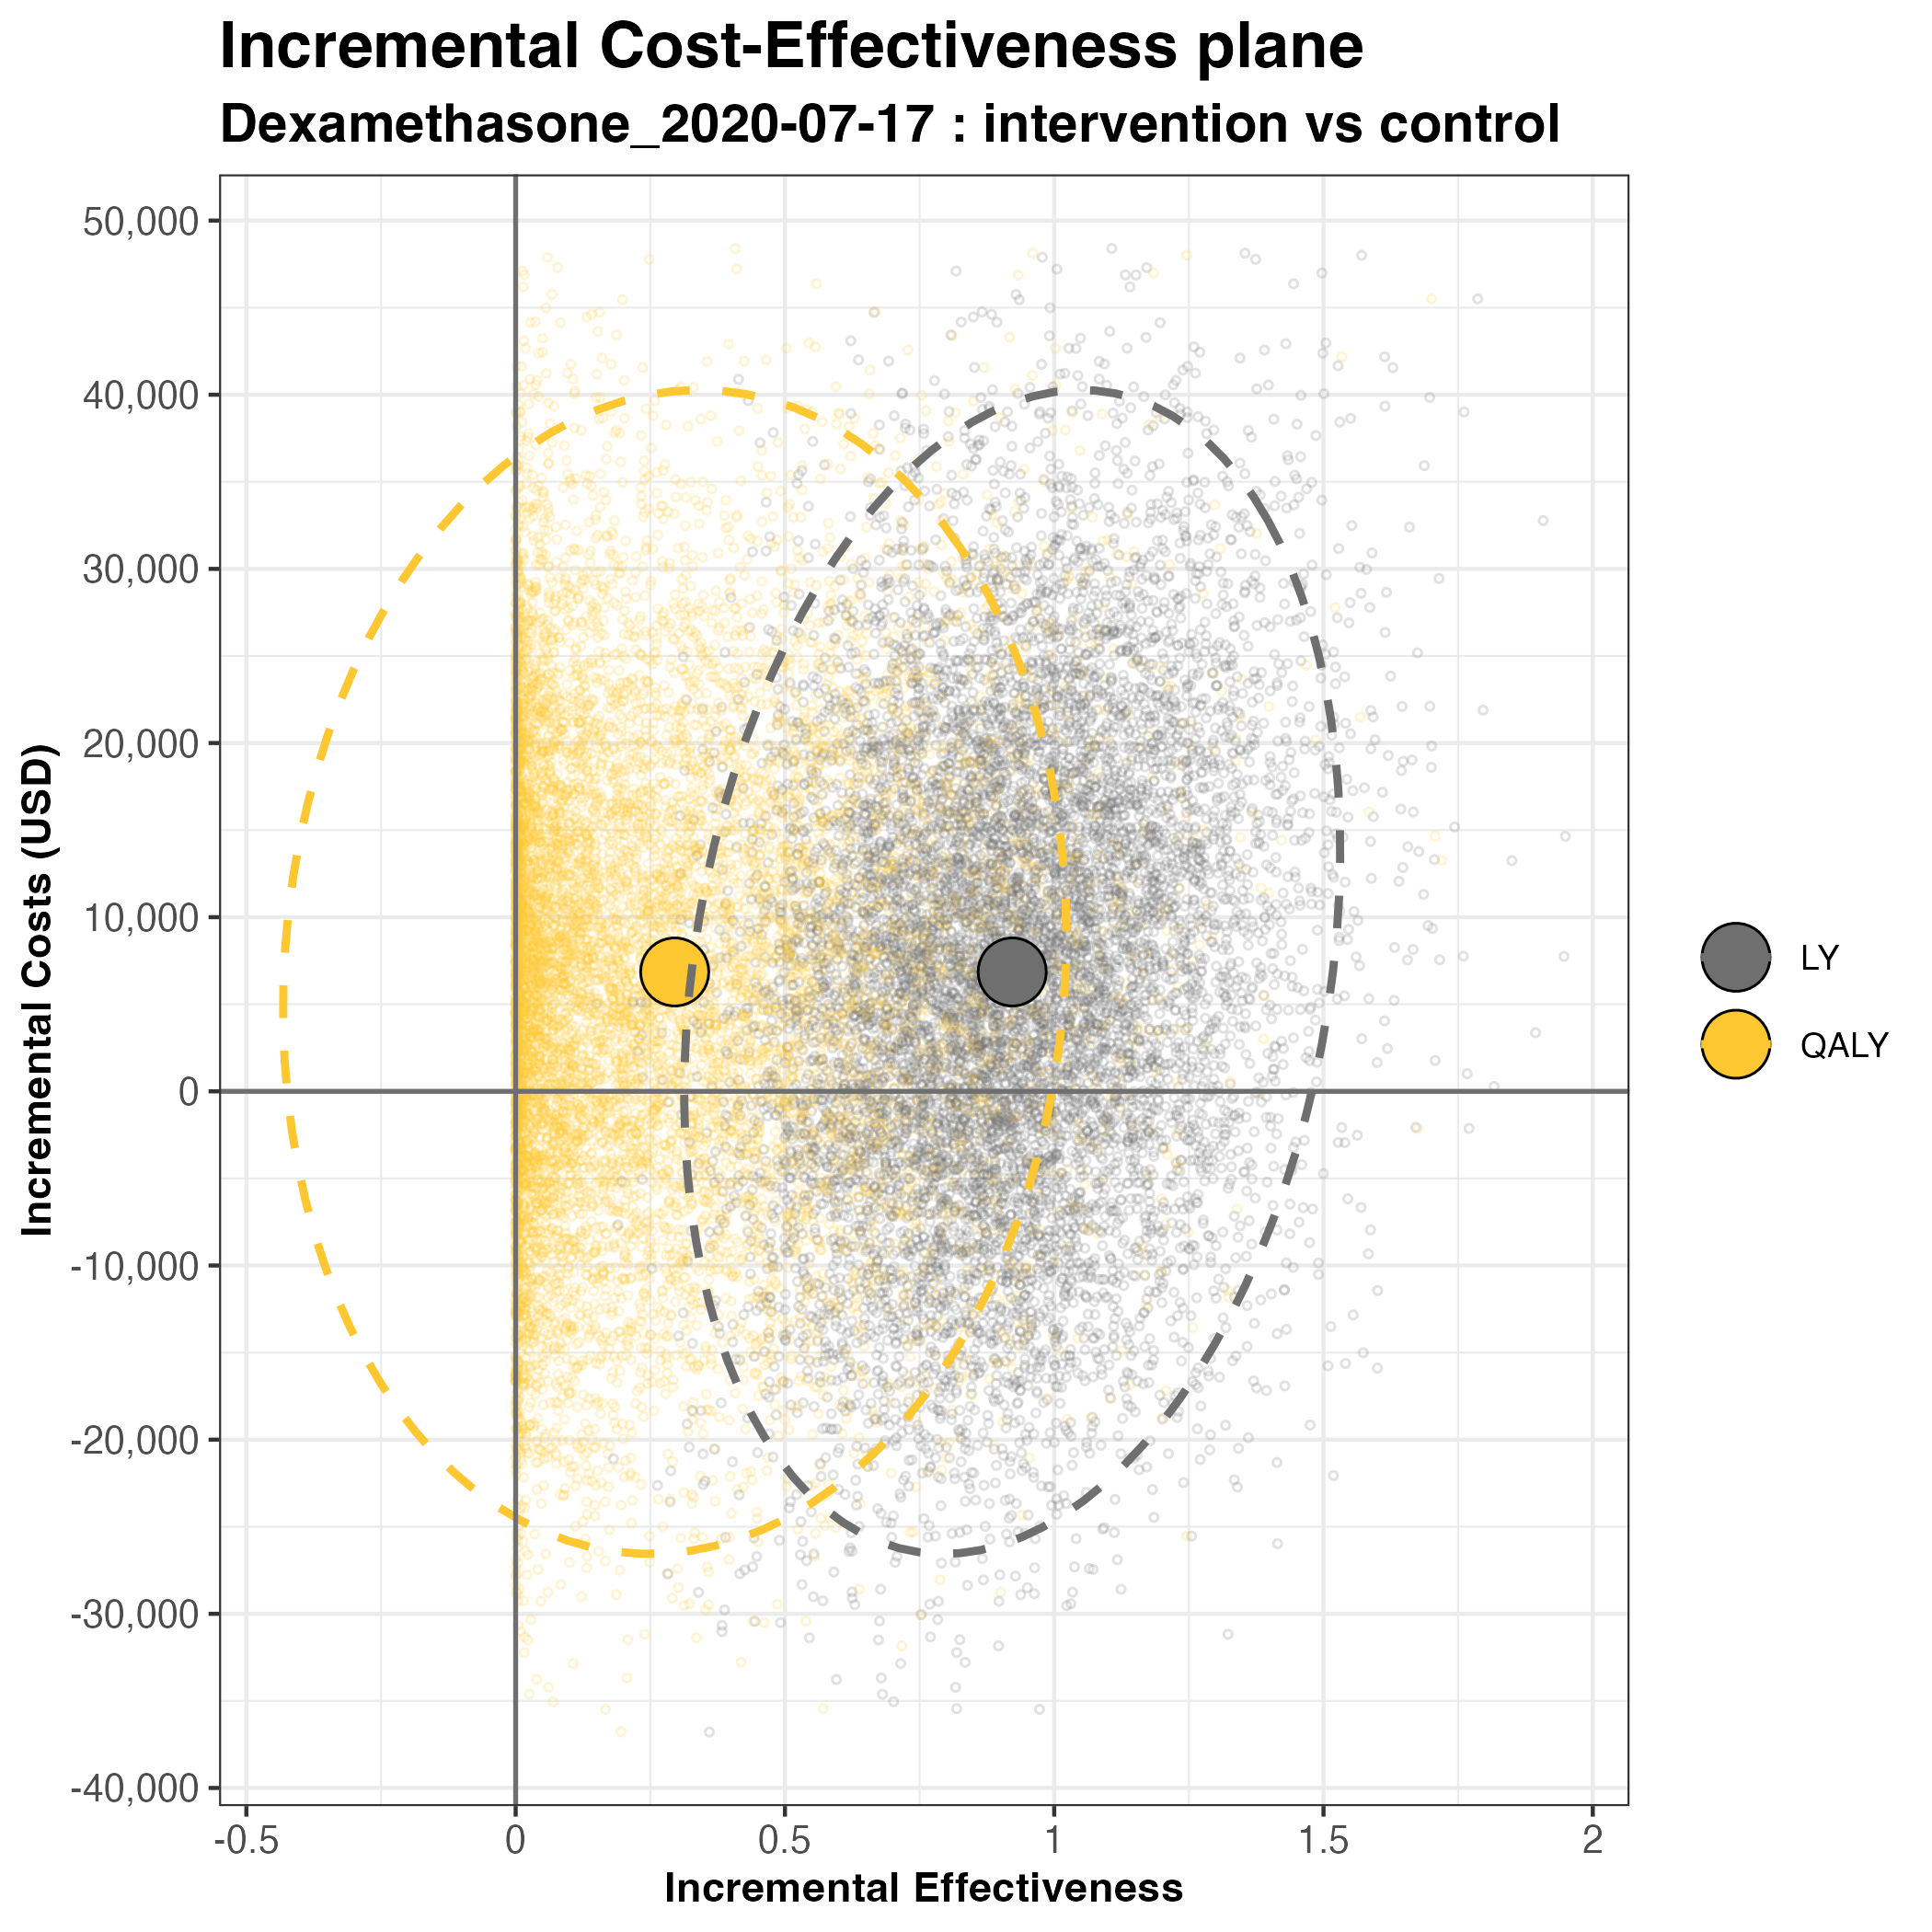 Incremental Cost-Effectiveness plane
Dexamethasone_2020-07-17 : intervention vs control
Incremental Costs (USD)
50,000
40,000
30,000
20,000
10,000
0
-10,000
-20,000
-30,000
-40,000
-0.5 0 0.5 1 1.5 2
Incremental Effectiveness
LY
QALY